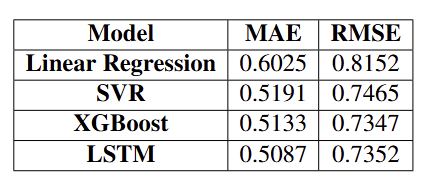 Model MAE RMSE
Linear Regression 0.6025 0.8152
SVR 0.5191 0.7465
XGBoost 0.5133 0.7347
LSTM 0.5087 0.7352